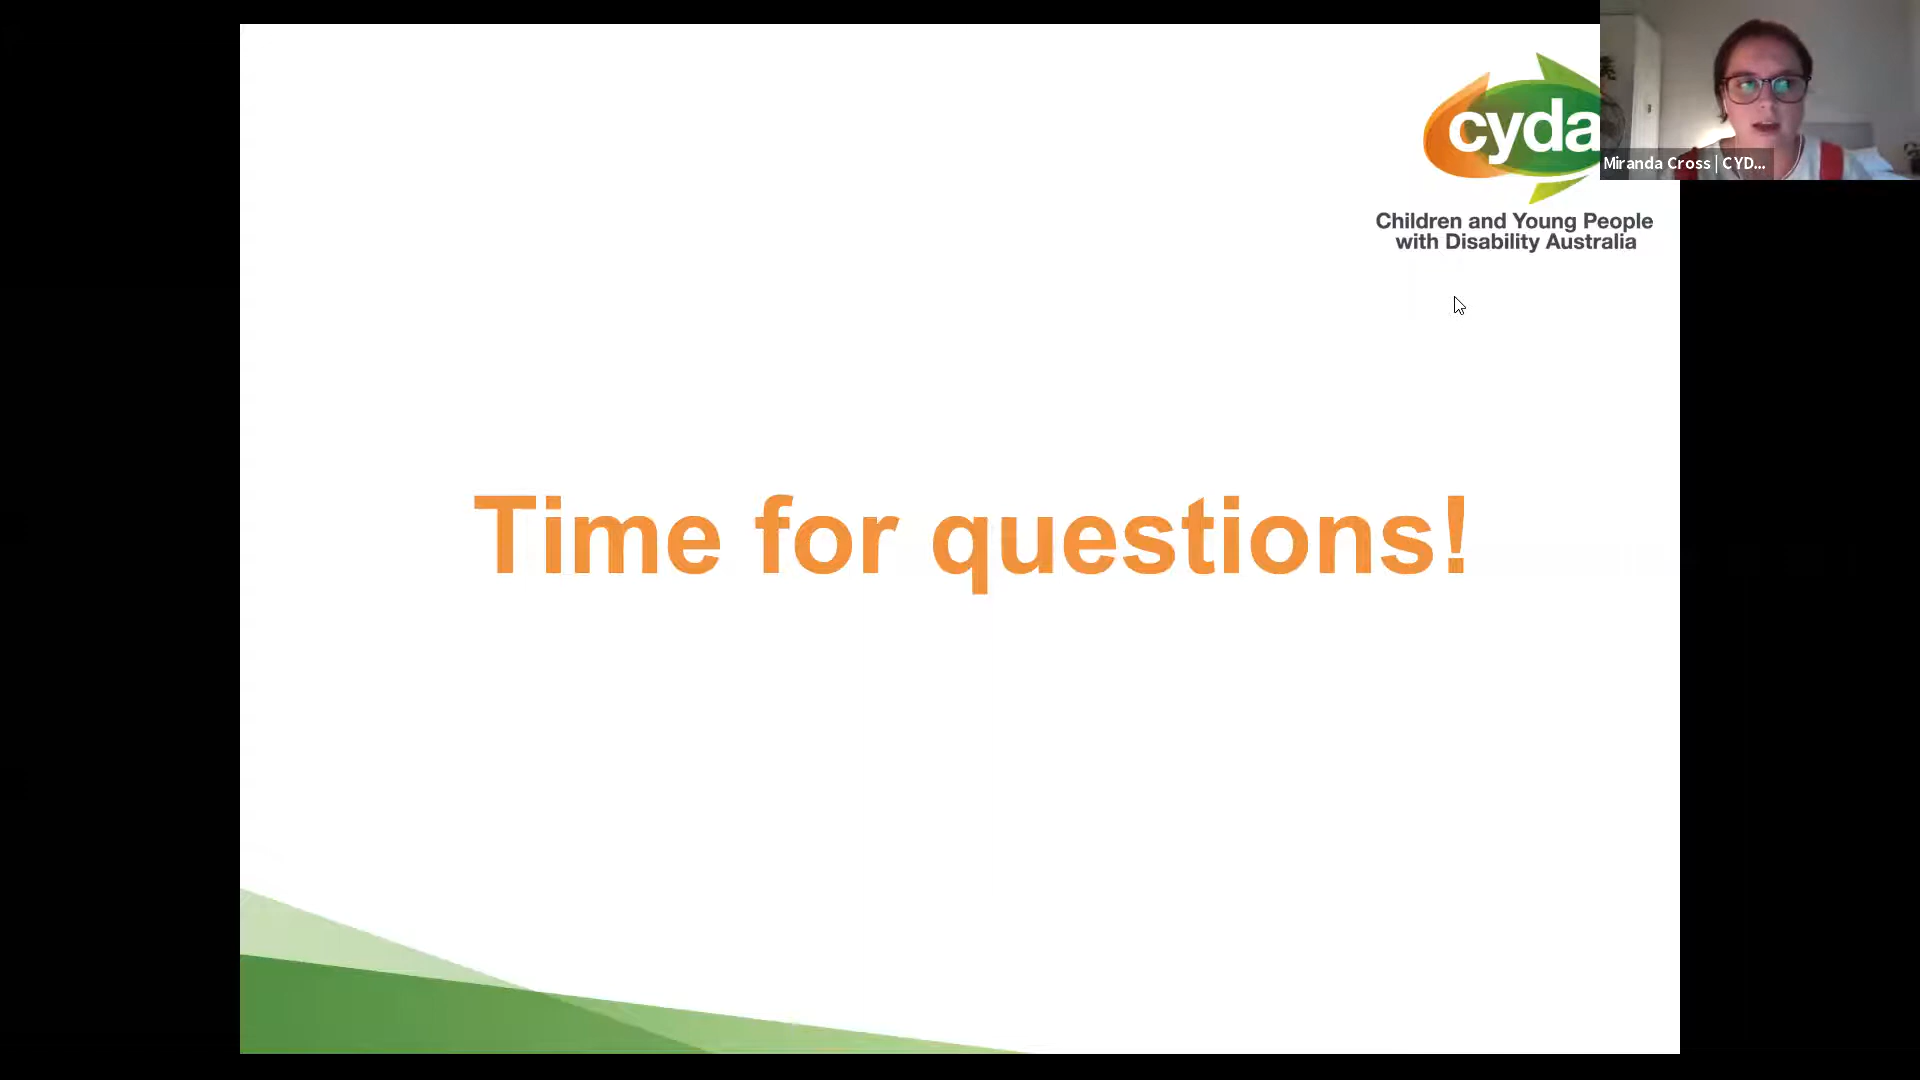 cyda
Miranda Cross | CYD...
Children and Young People
with Disability Australia
Time for questions!